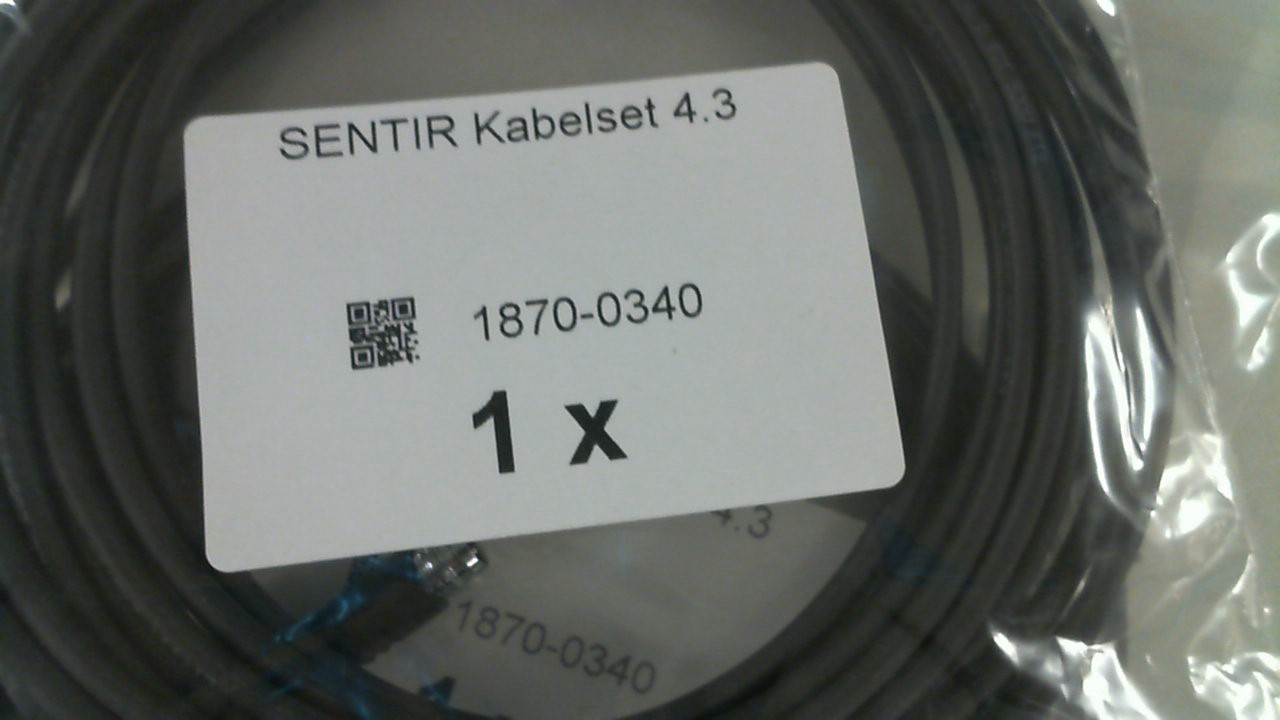 SENTIR Kabelset 4.3
1870-0340
1 x
4.3
1870-0340